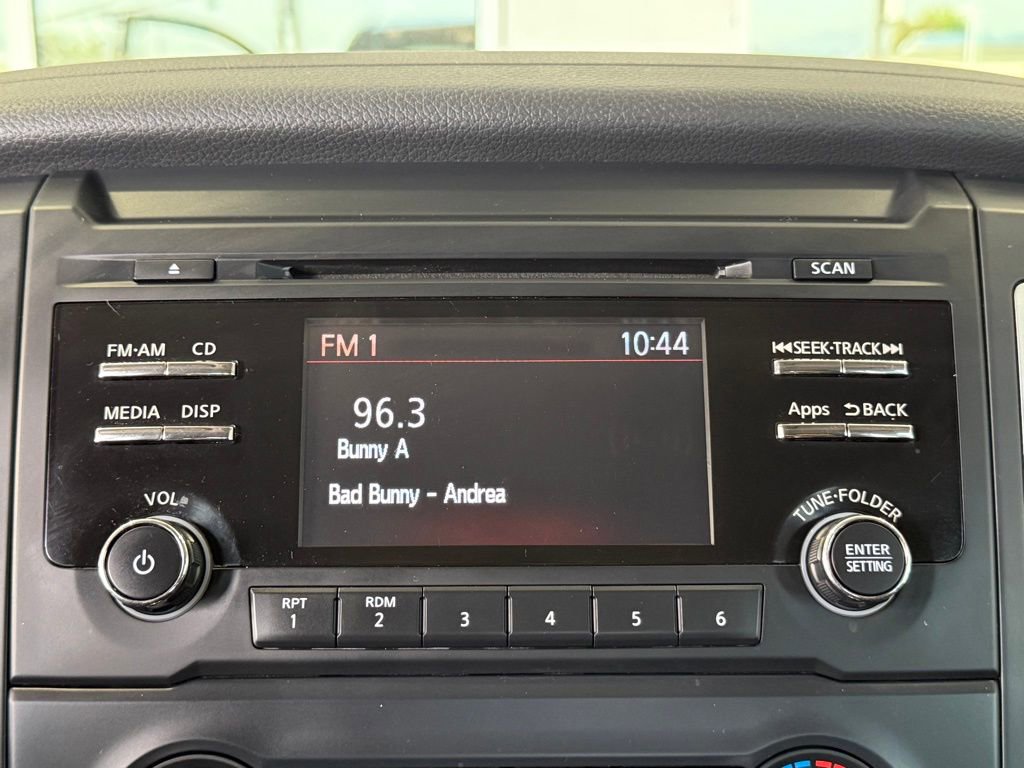 SCAN
FM·AM CD
MEDIA DISP
VOL
FM 1 10:44
96.3
Bunny A
Bad Bunny - Andrea
SEEK·TRACK
Apps BACK
TUNE·FOLDER
ENTER
SETTING
RPT RDM
1 2 3 4 5 6